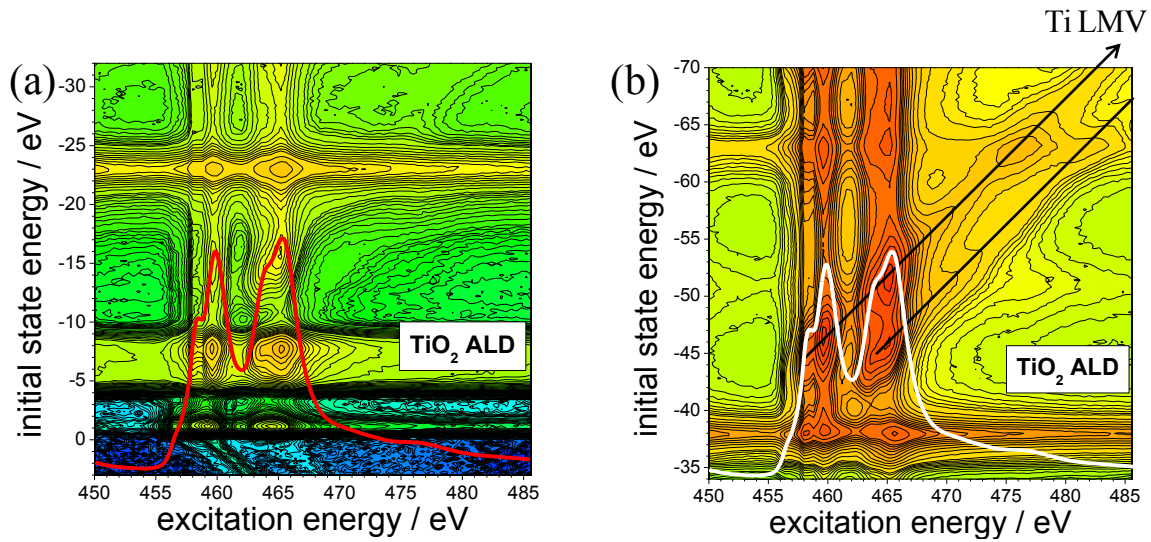 Ti LMV
(a)
(b)
initial state energy / eV
-30
-25
-20
-15
-10
-5
0
TiO₂ ALD
450 455 460 465 470 475 480 485
excitation energy / eV
initial state energy / eV
-70
-65
-60
-55
-50
-45
-40
-35
TiO₂ ALD
450 455 460 465 470 475 480 485
excitation energy / eV